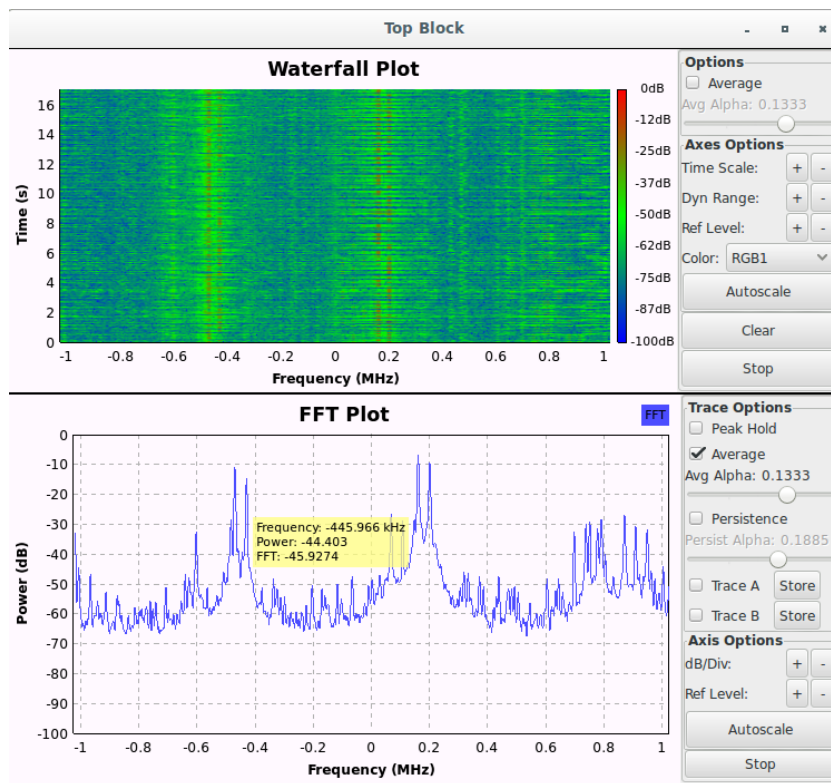 Top Block
Waterfall Plot
Time (s)
16
14
12
10
8
6
4
2
0
-1 -0.8 -0.6 -0.4 -0.2 0 0.2 0.4 0.6 0.8 1
Frequency (MHz)
0dB
-12dB
-25dB
-37dB
-50dB
-62dB
-75dB
-87dB
-100dB
Options
Average
Avg Alpha: 0.1333
Axes Options
Time Scale: + -
Dyn Range: + -
Ref Level: + -
Color: RGB1
Autoscale
Clear
Stop
FFT Plot
FFT
Power (dB)
0
-10
-20
-30
-40
-50
-60
-70
-80
-90
-100
Frequency: -445.966 kHz
Power: -44.403
FFT: -45.9274
-1 -0.8 -0.6 -0.4 -0.2 0 0.2 0.4 0.6 0.8 1
Frequency (MHz)
Trace Options
Peak Hold
Average
Avg Alpha: 0.1333
Persistence
Persist Alpha: 0.1885
Trace A Store
Trace B Store
Axis Options
dB/Div: + -
Ref Level: + -
Autoscale
Stop